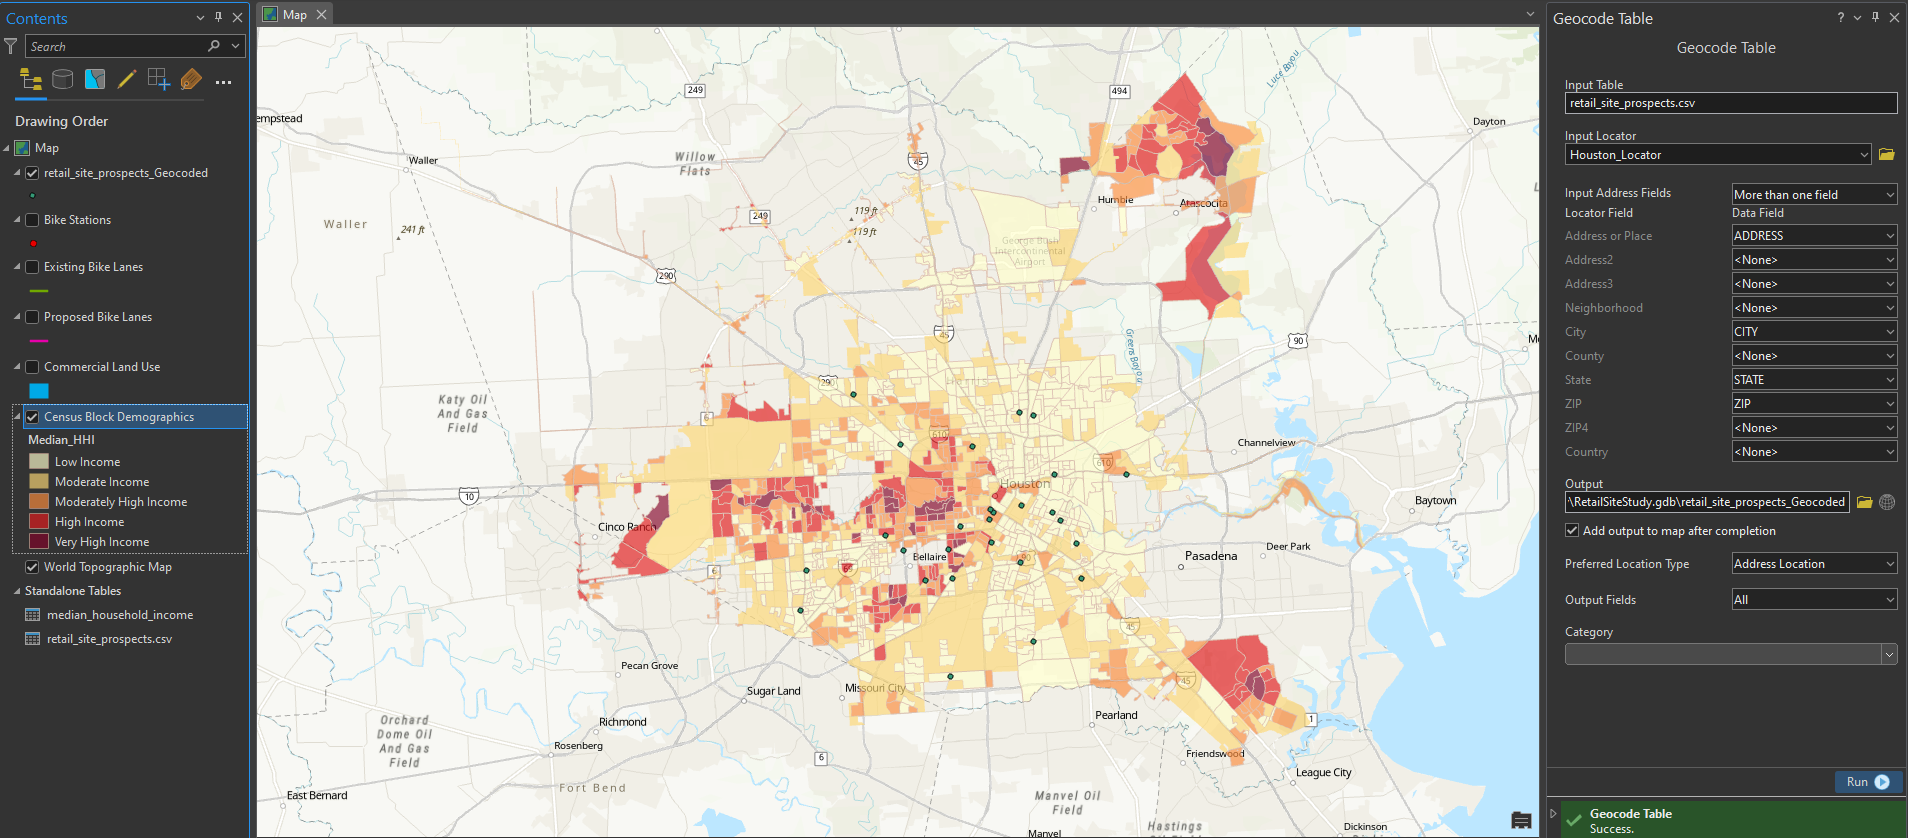 Contents
Search
Drawing Order
Map
retail_site_prospects_Geocoded
Bike Stations
Existing Bike Lanes
Proposed Bike Lanes
Commercial Land Use
Census Block Demographics
Median_HHI
Low Income
Moderate Income
Moderately High Income
High Income
Very High Income
World Topographic Map
Standalone Tables
median_household_income
retail_site_prospects.csv
Map
249
494
Luce Bayou
empstead
Dayton
Waller
Willow
Flats
45
Humble
Atascocita
249
119 ft
119 ft
Waller
241 ft
George Bush
Intercontinental
Airport
290
45
90
Greens Bayou
290
Katy Oil
And Gas
Field
6
610
Channelview
610
Houston
10
Baytown
Cinco Ranch
Bellaire
90
Pasadena
Deer Park
6
69
45
Pecan Grove
Sugar Land
Missouri City
45
Richmond
Pearland
1
Orchard
Dome Oil
And Gas
Field
Rosenberg
6
Friendswood
League City
Fort Bend
East Bernard
Manvel Oil
Field
Hastings
Dickinson
Manvel
Geocode Table
?
Geocode Table
Input Table
retail_site_prospects.csv
Input Locator
Houston_Locator
Input Address Fields More than one field
Locator Field Data Field
Address or Place ADDRESS
Address2 <None>
Address3 <None>
Neighborhood <None>
City CITY
County <None>
State STATE
ZIP ZIP
ZIP4 <None>
Country <None>
Output
\RetailSiteStudy.gdb\retail_site_prospects_Geocoded
Add output to map after completion
Preferred Location Type Address Location
Output Fields All
Category
Run
Geocode Table
Success.